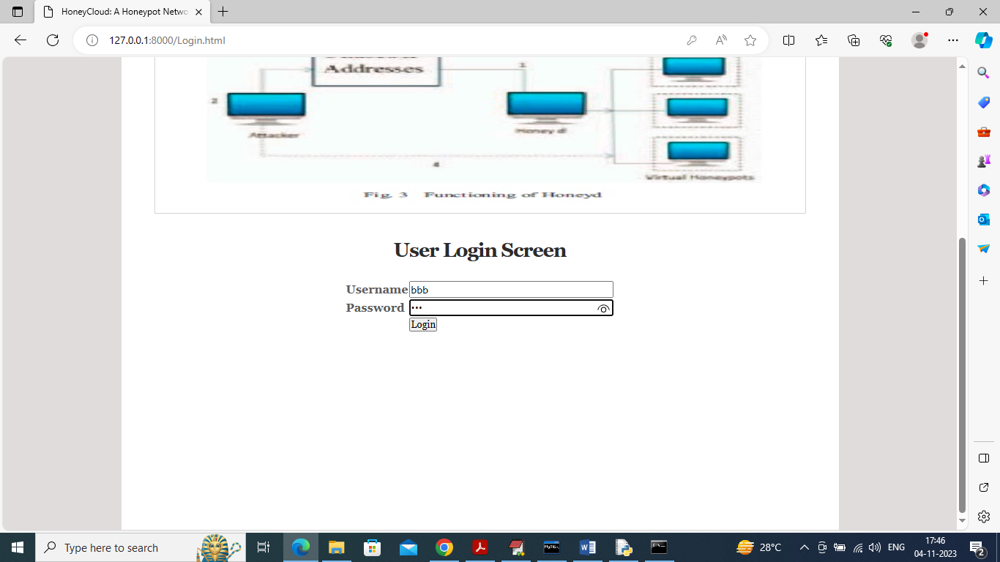 HoneyCloud: A Honeypot Netwo
127.0.0.1:8000/Login.html
Addresses
1
2
Attacker
Honey d
4
Virtual Honeypots
Fig. 3 Functioning of Honeyd
User Login Screen
Username bbb
Password •••
Login
Type here to search
28°C
ENG
17:46
04-11-2023
2